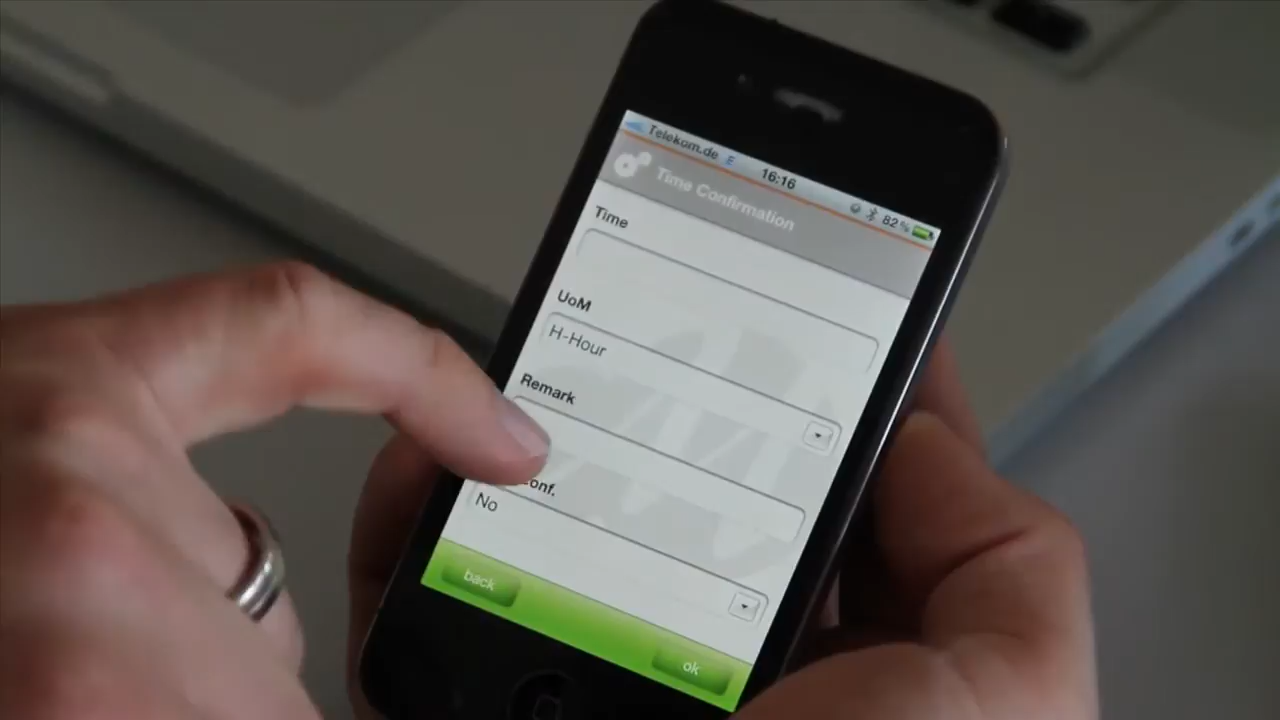 Telekom.de E 16:16 82 %
Time Confirmation
Time
UoM
H-Hour
Remark
onf.
No
back
ok